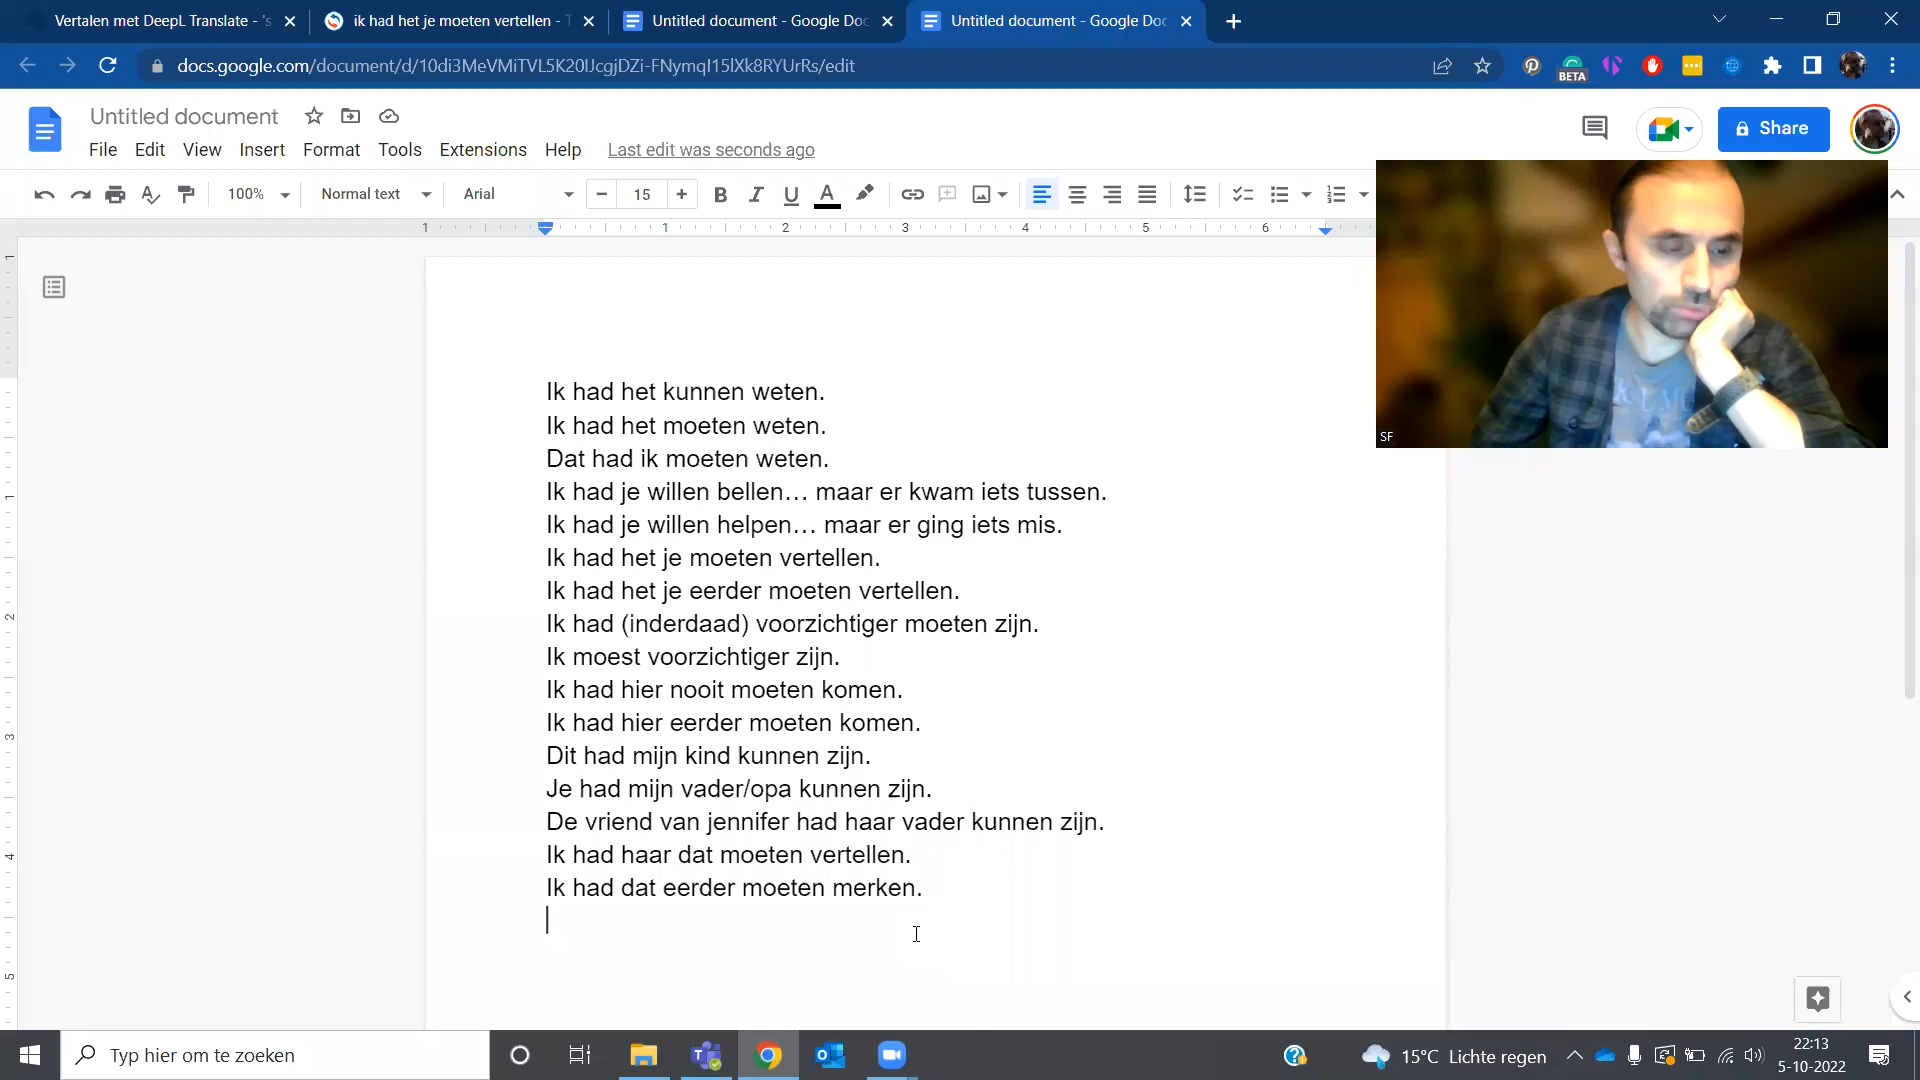 Vertalen met DeepL Translate - 's
ik had het je moeten vertellen - T
Untitled document - Google Doc
Untitled document - Google Doc
docs.google.com/document/d/10di3MeVMiTVL5K20IJcgjDZi-FNymqI15lXk8RYUrRs/edit
BETA
Untitled document
File Edit View Insert Format Tools Extensions Help Last edit was seconds ago
Share
100% Normal text Arial 15 B I U A
1 1 2 3 4 5 6
SF
Ik had het kunnen weten.
Ik had het moeten weten.
Dat had ik moeten weten.
Ik had je willen bellen… maar er kwam iets tussen.
Ik had je willen helpen… maar er ging iets mis.
Ik had het je moeten vertellen.
Ik had het je eerder moeten vertellen.
Ik had (inderdaad) voorzichtiger moeten zijn.
Ik moest voorzichtiger zijn.
Ik had hier nooit moeten komen.
Ik had hier eerder moeten komen.
Dit had mijn kind kunnen zijn.
Je had mijn vader/opa kunnen zijn.
De vriend van jennifer had haar vader kunnen zijn.
Ik had haar dat moeten vertellen.
Ik had dat eerder moeten merken.
1
1
2
3
4
5
Typ hier om te zoeken
15°C Lichte regen
22:13
5-10-2022